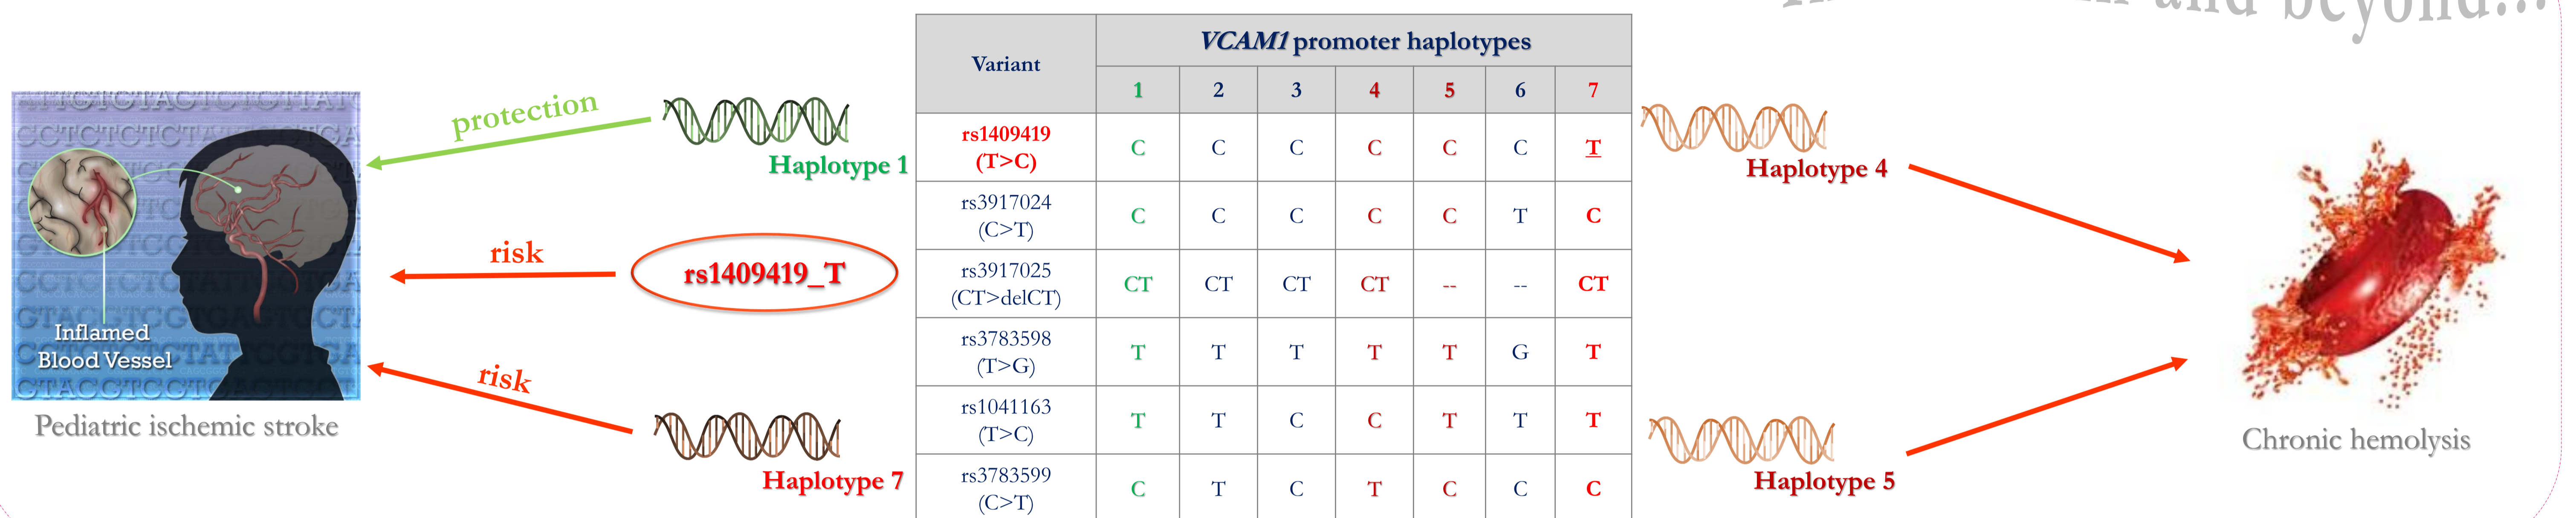 and beyond...
protection
Haplotype 1
risk
rs1409419_T
risk
Haplotype 7
Inflamed
Blood Vessel
Pediatric ischemic stroke
Variant
VCAM1 promoter haplotypes
1 2 3 4 5 6 7
rs1409419
(T>C)
C C C C C C T
rs3917024
(C>T)
C C C C C T C
rs3917025
(CT>delCT)
CT CT CT CT -- -- CT
rs3783598
(T>G)
T T T T T G T
rs1041163
(T>C)
T T C C T T T
rs3783599
(C>T)
C T C T C C C
Haplotype 4
Haplotype 5
Chronic hemolysis